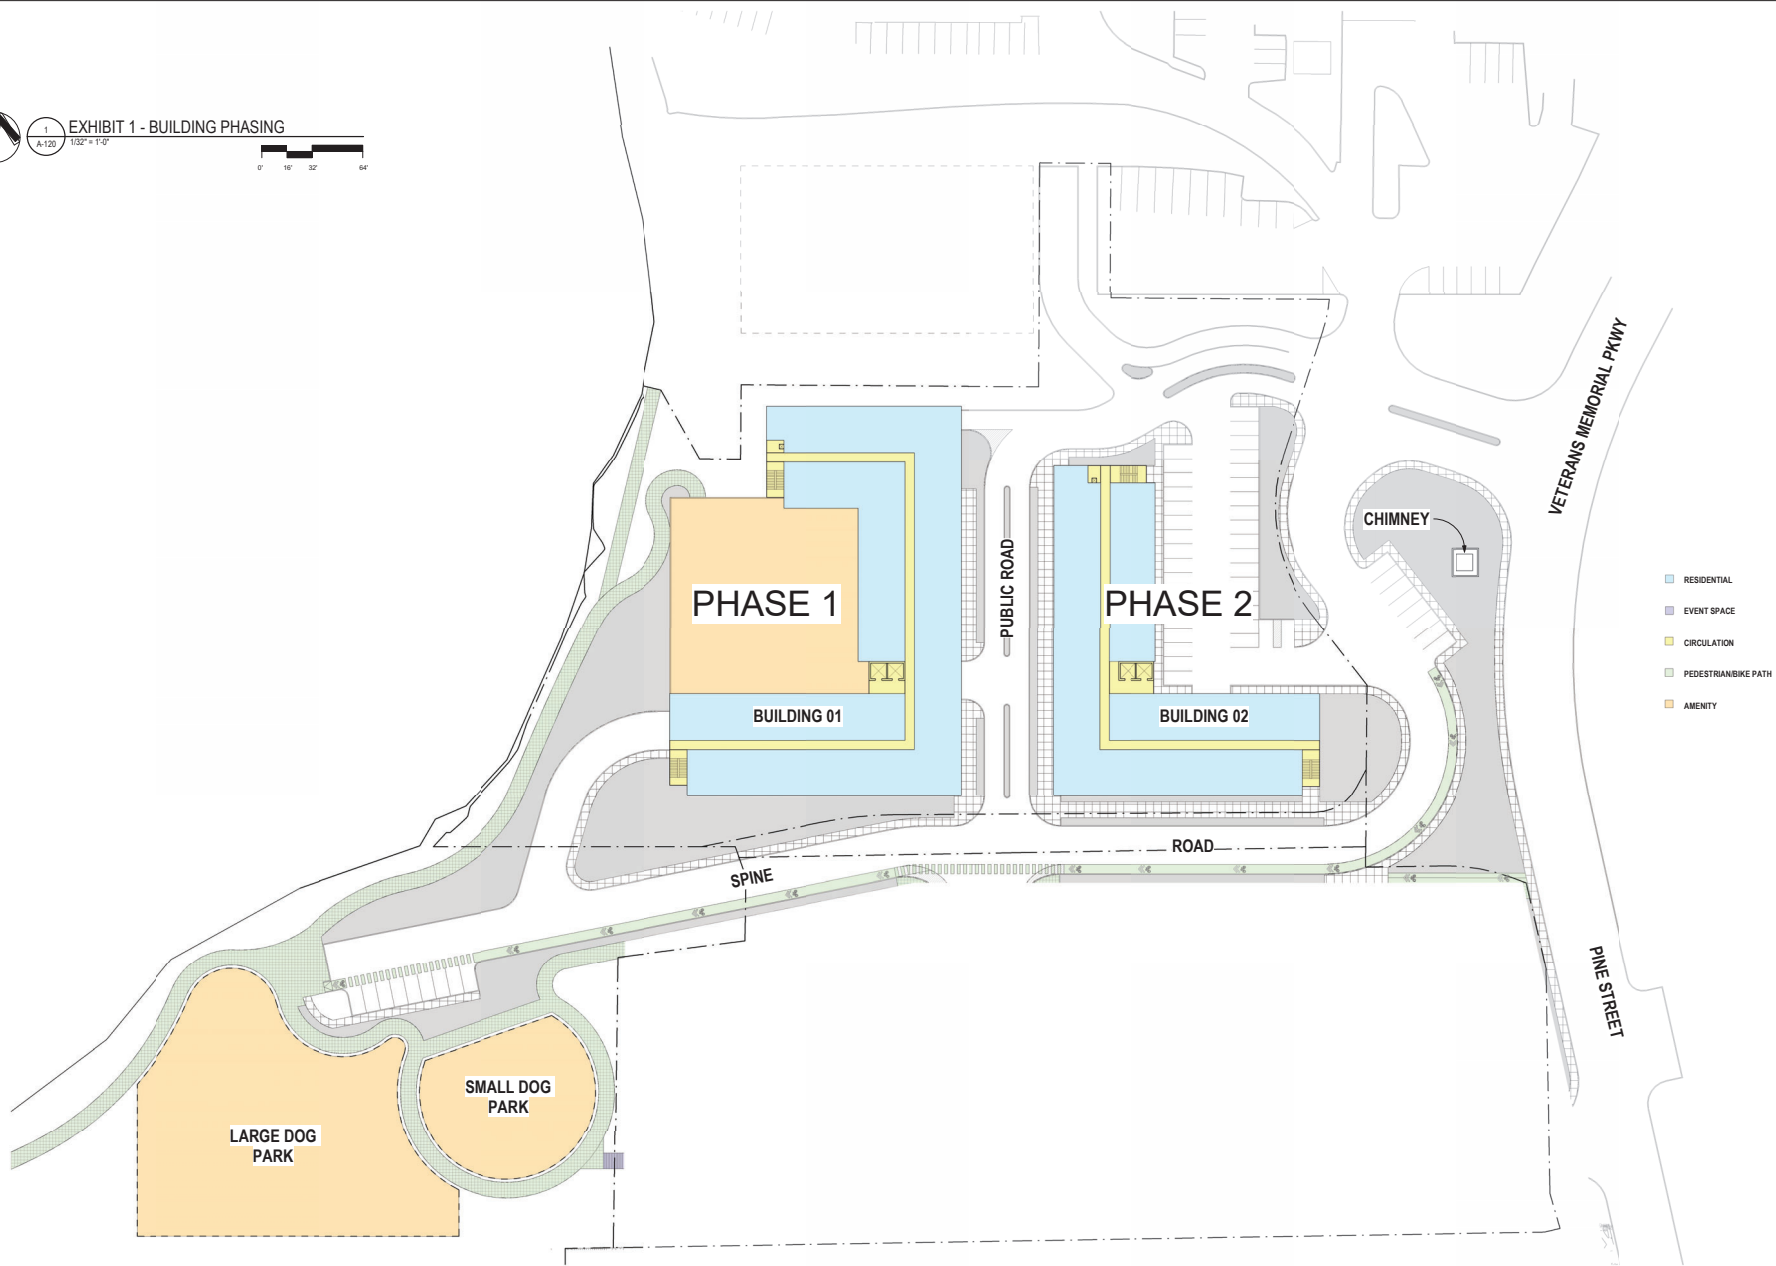 1
A-120
EXHIBIT 1 - BUILDING PHASING
1/32" = 1'-0"
0' 16' 32' 64'
VETERANS MEMORIAL PKWY
CHIMNEY
PUBLIC ROAD
PHASE 1
PHASE 2
RESIDENTIAL
EVENT SPACE
CIRCULATION
PEDESTRIAN/BIKE PATH
AMENITY
BUILDING 01
BUILDING 02
SPINE
ROAD
PINE STREET
SMALL DOG
PARK
LARGE DOG
PARK